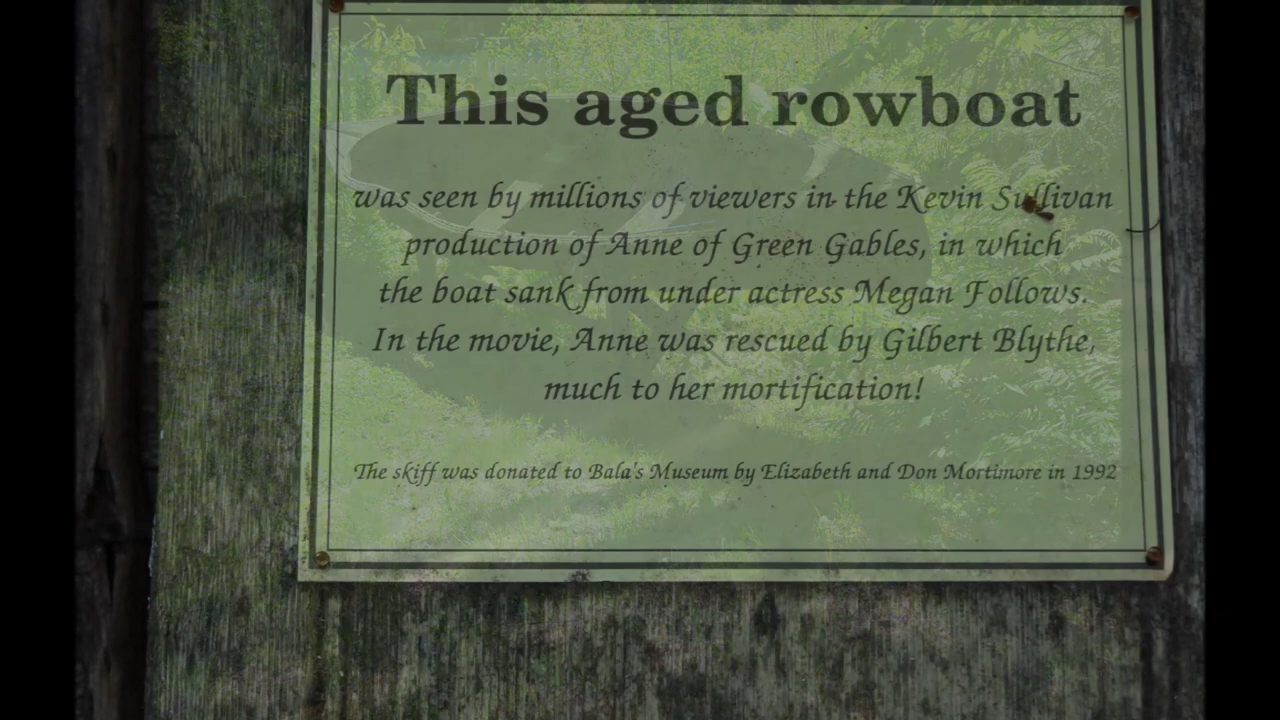 This aged rowboat
was seen by millions of viewers in the Kevin Sullivan
production of Anne of Green Gables, in which
the boat sank from under actress Megan Follows.
In the movie, Anne was rescued by Gilbert Blythe,
much to her mortification!
The skiff was donated to Bala's Museum by Elizabeth and Don Mortimore in 1992